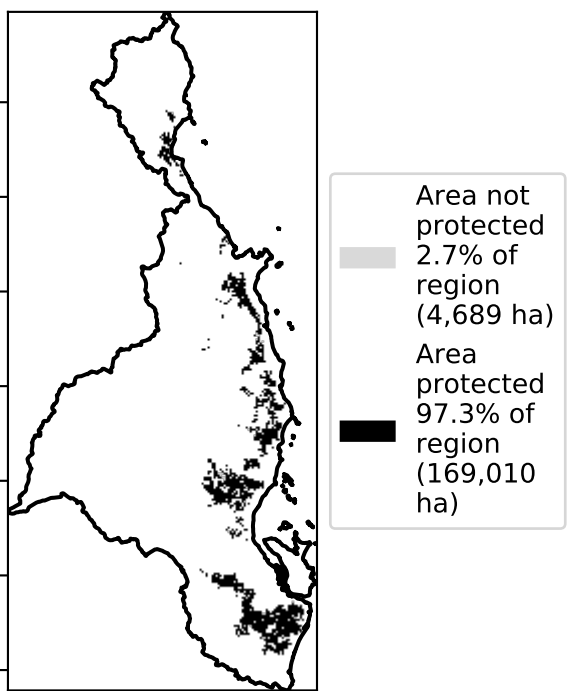 Area not
protected
2.7% of
region
(4,689 ha)
Area
protected
97.3% of
region
(169,010
ha)